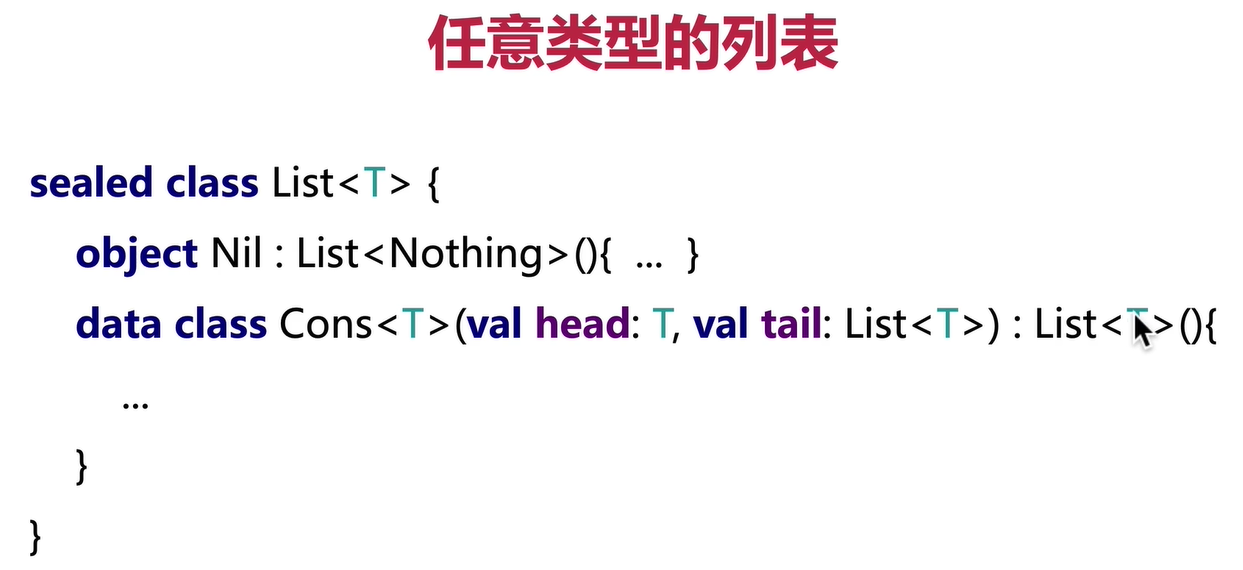 任意类型的列表
sealed class List<T> {
object Nil : List<Nothing>(){ ... }
data class Cons<T>(val head: T, val tail: List<T>) : List<T>(){
...
}
}